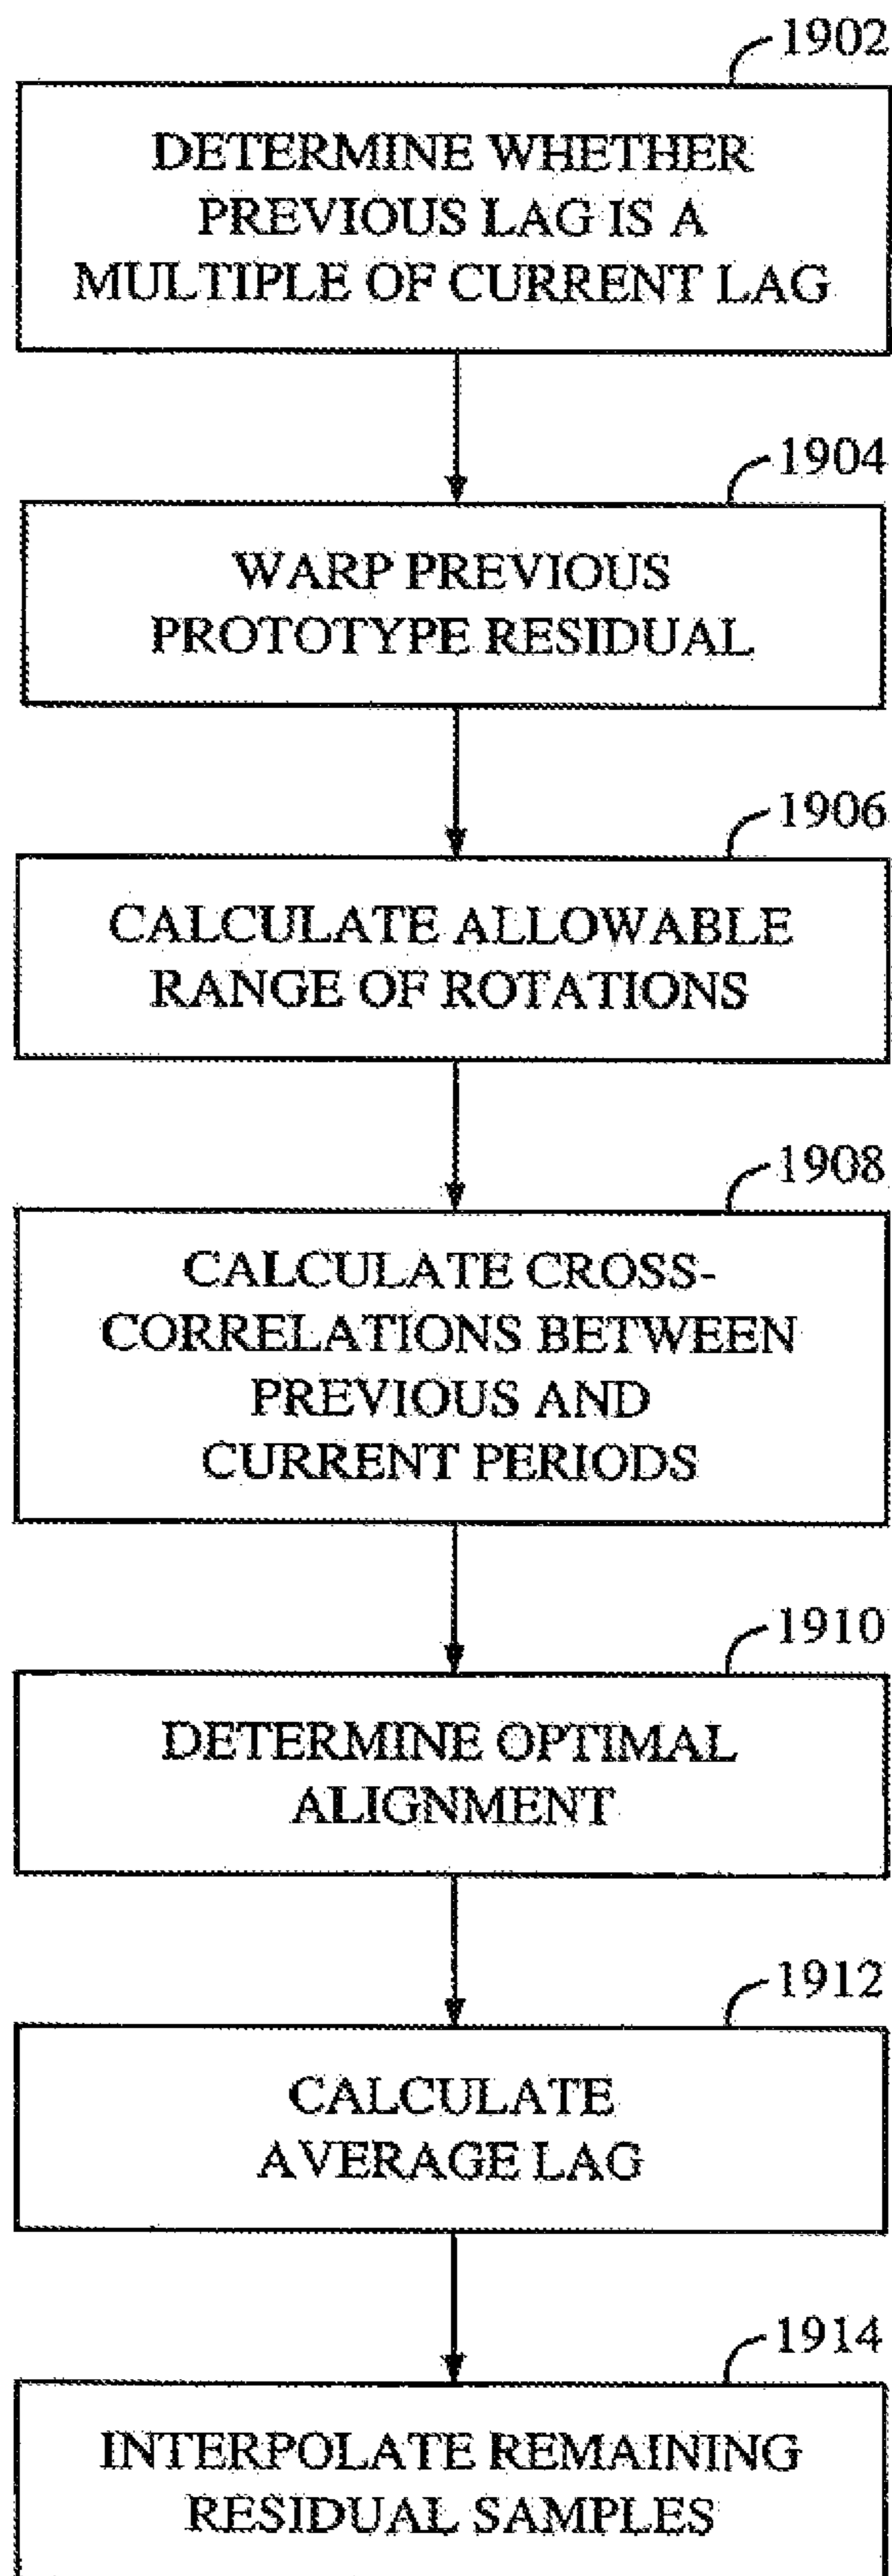 1902
DETERMINE WHETHER
PREVIOUS LAG IS A
MULTIPLE OF CURRENT LAG
1904
WARP PREVIOUS
PROTOTYPE RESIDUAL
1906
CALCULATE ALLOWABLE
RANGE OF ROTATIONS
1908
CALCULATE CROSS-
CORRELATIONS BETWEEN
PREVIOUS AND
CURRENT PERIODS
1910
DETERMINE OPTIMAL
ALIGNMENT
1912
CALCULATE
AVERAGE LAG
1914
INTERPOLATE REMAINING
RESIDUAL SAMPLES